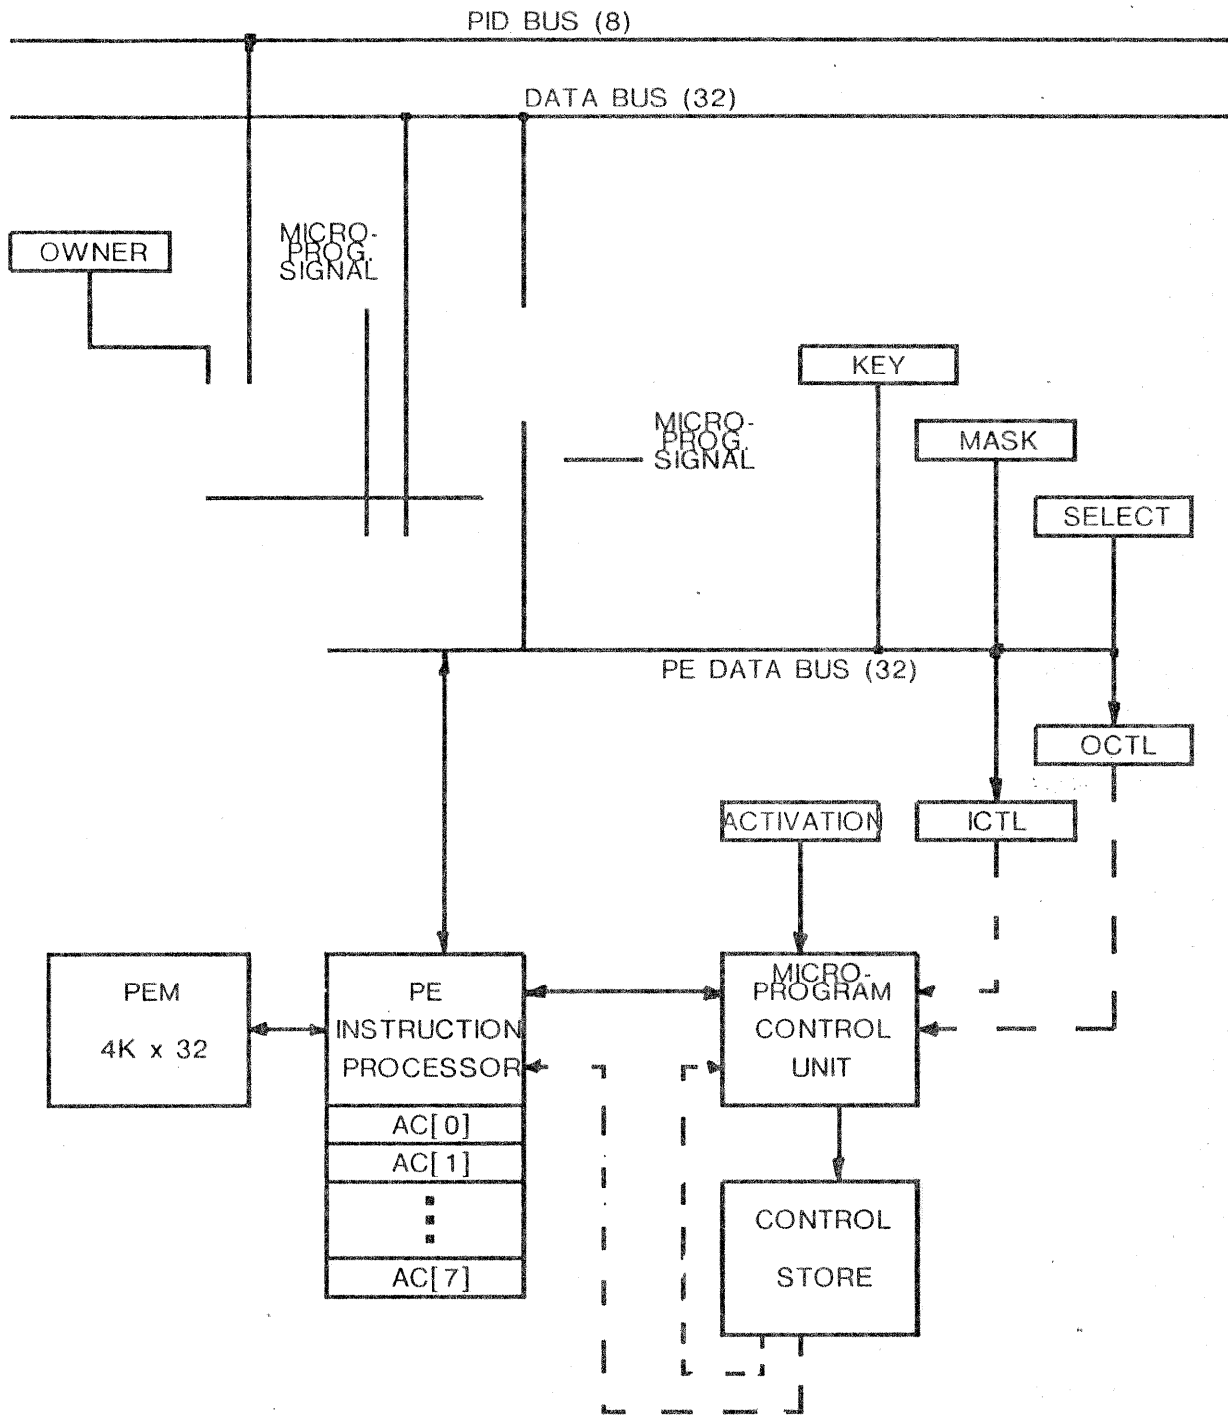 PID BUS (8)
DATA BUS (32)
OWNER
MICRO-
PROG.
SIGNAL
KEY
MICRO-
PROG.
SIGNAL
MASK
SELECT
PE DATA BUS (32)
OCTL
ACTIVATION
ICTL
PEM
4K x 32
PE
INSTRUCTION
PROCESSOR
AC[0]
AC[1]
AC[7]
MICRO-
PROGRAM
CONTROL
UNIT
CONTROL
STORE